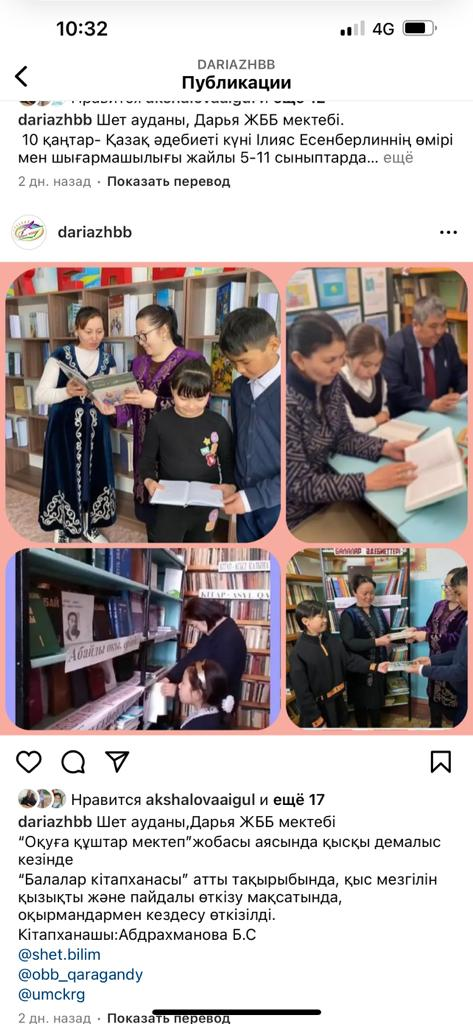 10:32
4G
DARIAZHBB
Публикации
Нравится akshalovaaigul и ещё 12
dariazhbb Шет ауданы, Дарья ЖББ мектебі.
10 қаңтар- Қазақ әдебиеті күні Ілияс Есенберлиннің өмірі
мен шығармашылығы жайлы 5-11 сыныптарда... ещё
2 дн. назад · Показать перевод
dariazhbb
БАЛАЛАР ӘДЕБИЕТТЕРІ
Абайды оқы,
Нравится akshalovaaigul и ещё 17
dariazhbb Шет ауданы,Дарья ЖББ мектебі
“Оқуға құштар мектеп”жобасы аясында қысқы демалыс
кезінде
“Балалар кітапханасы” атты тақырыбында, қыс мезгілін
қызықты және пайдалы өткізу мақсатында,
оқырмандармен кездесу өткізілді.
Кітапханашы:Абдрахманова Б.С
@shet.bilim
@obb_qaragandy
@umckrg
2 дн. назад · Показать перевод